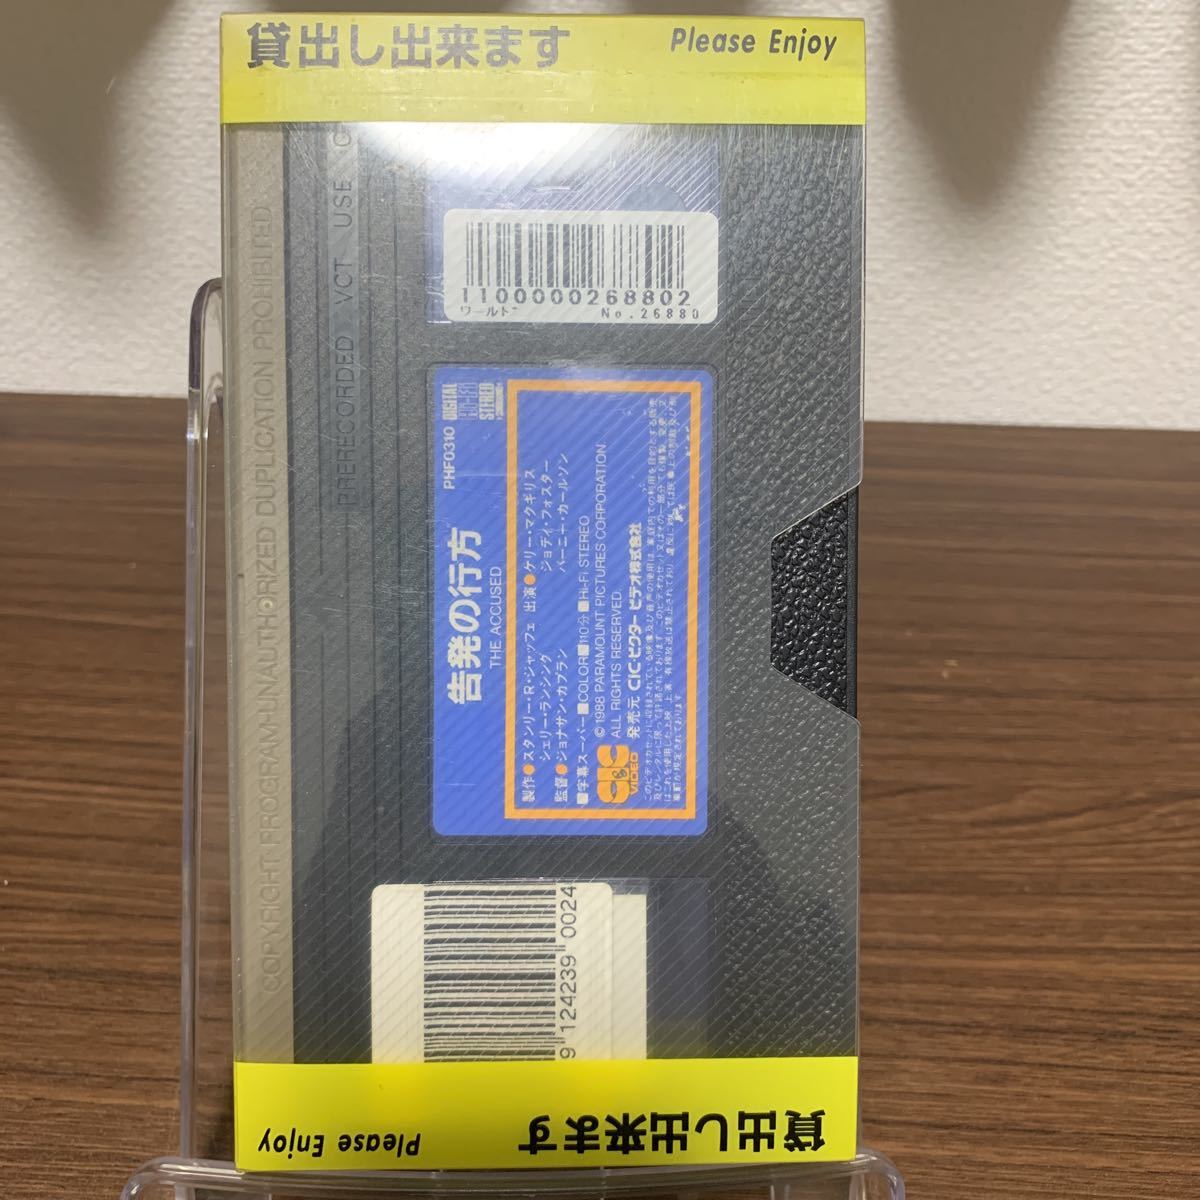 貸出し出来ます
Please Enjoy
COPYRIGHT PROGRAM-UNAUTHORIZED DUPLICATION PROHIBITED
PRERECORDED VCT USE
1100000268802
ワールド
No.26880
告発の行方
THE ACCUSED
PHF0310
DIGITAL
HI-FI
STEREO
製作●スタンリー・R・ジャッフェ
シェリー・ランシング
監督●ジョナサン・カプラン
出演●ケリー・マクギリス
ジョディ・フォスター
バーニー・カールソン
■字幕スーパー■COLOR■110分■Hi-Fi STEREO
©1988 PARAMOUNT PICTURES CORPORATION
ALL RIGHTS RESERVED.
発売元 CIC・ビクター ビデオ株式会社
CIC & VIDEO
9 124239 0024
Please Enjoy
貸出し出来ます